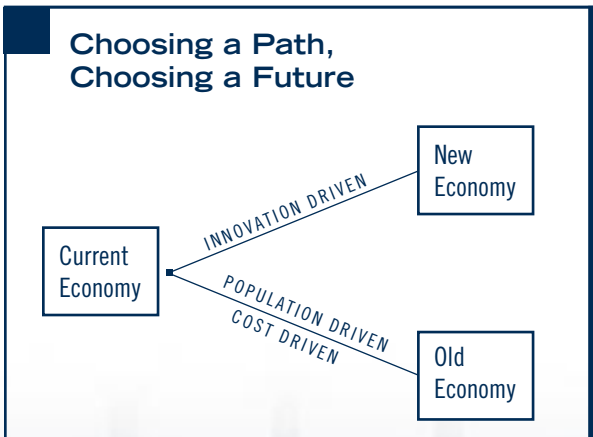 Choosing a Path,
Choosing a Future
New
Economy
INNOVATION DRIVEN
Current
Economy
POPULATION DRIVEN
COST DRIVEN
Old
Economy